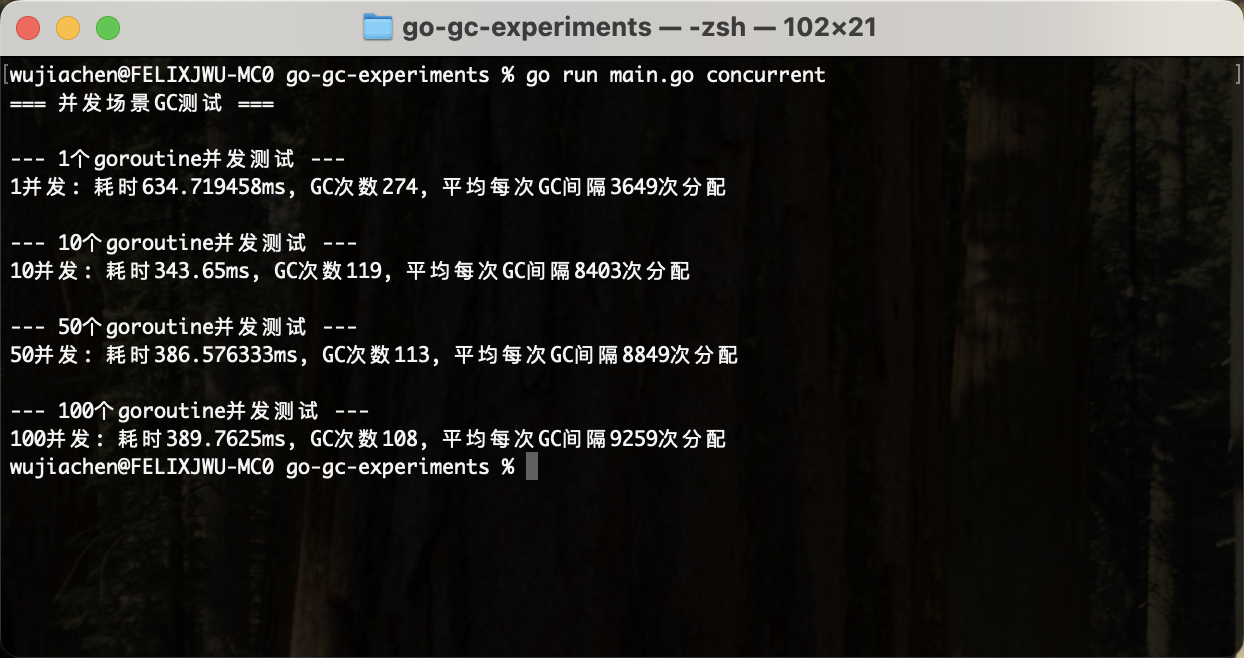 go-gc-experiments — -zsh — 102×21
[wujiachen@FELIXJWU-MC0 go-gc-experiments % go run main.go concurrent ]
=== 并发场景GC测试 ===
--- 1个goroutine并发测试 ---
1并发: 耗时634.719458ms, GC次数274, 平均每次GC间隔3649次分配
--- 10个goroutine并发测试 ---
10并发: 耗时343.65ms, GC次数119, 平均每次GC间隔8403次分配
--- 50个goroutine并发测试 ---
50并发: 耗时386.576333ms, GC次数113, 平均每次GC间隔8849次分配
--- 100个goroutine并发测试 ---
100并发: 耗时389.7625ms, GC次数108, 平均每次GC间隔9259次分配
wujiachen@FELIXJWU-MC0 go-gc-experiments %